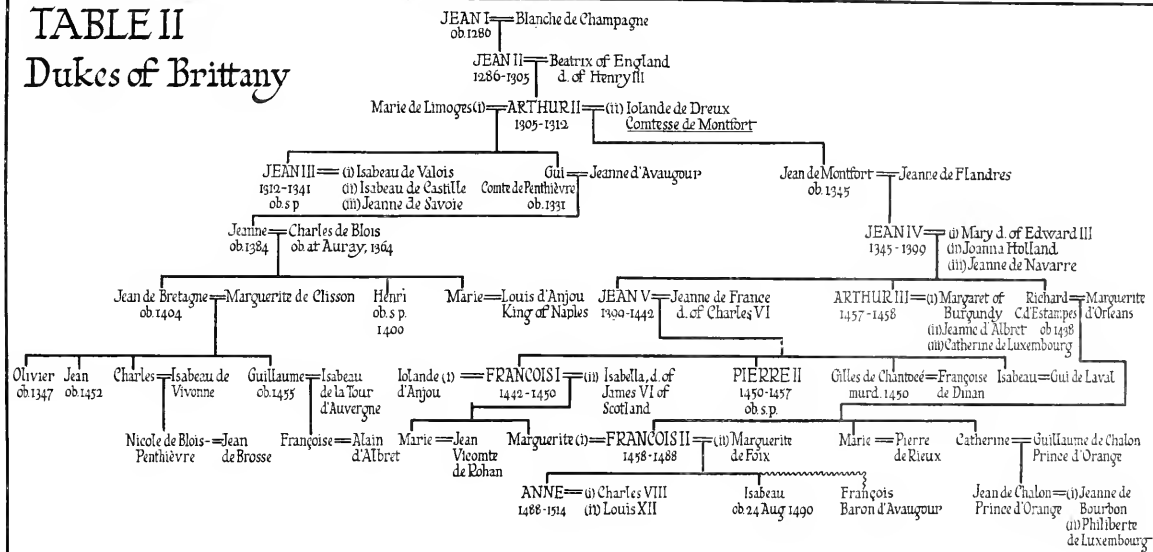 TABLE II
Dukes of Brittany
JEAN I = Blanche de Champagne
ob. 1286
JEAN II = Beatrix of England
1286-1305 d. of Henry III
Marie de Limoges (i) = ARTHUR II = (ii) Iolande de Dreux
1305-1312 Comtesse de Montfort
JEAN III = (i) Isabeau de Valois
1312-1341 (ii) Isabeau de Castille
ob. s p (iii) Jeanne de Savoie
Gui = Jeanne d'Avaugour
Comte de Penthièvre
ob. 1331
Jean de Montfort = Jeanne de Flandres
ob. 1345
Jeanne = Charles de Blois
ob. 1384 ob. at Auray, 1364
JEAN IV = (i) Mary d. of Edward III
1345-1399 (ii) Joanna Holland
(iii) Jeanne de Navarre
Jean de Bretagne = Marguerite de Clisson
ob. 1404
Henri
ob. s p.
1400
Marie = Louis d'Anjou
King of Naples
JEAN V = Jeanne de France
1399-1442 d. of Charles VI
ARTHUR III = (i) Margaret of
1457-1458 Burgundy
(ii) Jeanne d'Albret
(iii) Catherine de Luxembourg
Richard = Marguerite
C. d'Estampes d'Orleans
ob 1438
Olivier
ob. 1347
Jean
ob. 1452
Charles = Isabeau de
Vivonne
Guillaume = Isabeau
ob. 1455 de la Tour
d'Auvergne
Iolande (i) = FRANCOIS I = (ii) Isabella, d. of
d'Anjou 1442-1450 James VI of
Scotland
PIERRE II
1450-1457
ob. s.p.
Gilles de Chantocé = Françoise
murd. 1450 de Dinan
Isabeau = Gui de Laval
Nicole de Blois- = Jean
Penthièvre de Brosse
Françoise = Alain
d'Albret
Marie = Jean
Vicomte
de Rohan
Marguerite (i) = FRANCOIS II = (ii) Marguerite
1458-1488 de Foix
Marie = Pierre
de Rieux
Catherine = Guillaume de Chalon
Prince d'Orange
ANNE = (i) Charles VIII
1488-1514 (ii) Louis XII
Isabeau
ob. 24 Aug 1490
François
Baron d'Avaugour
Jean de Chalon = (i) Jeanne de
Prince d'Orange Bourbon
(ii) Philiberte
de Luxembourg